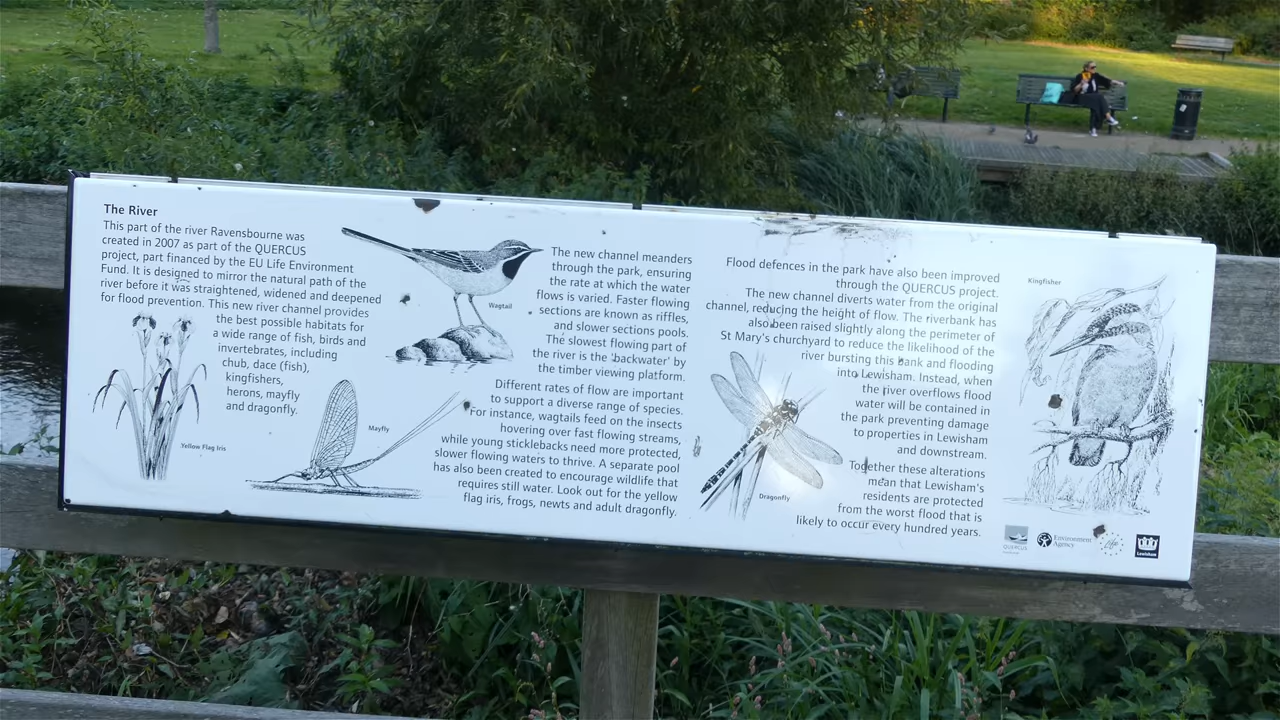 The River
This part of the river Ravensbourne was
created in 2007 as part of the QUERCUS
project, part financed by the EU Life Environment
Fund. It is designed to mirror the natural path of the
river before it was straightened, widened and deepened
for flood prevention. This new river channel provides
the best possible habitats for
a wide range of fish, birds and
invertebrates, including
chub, dace (fish),
kingfishers,
herons, mayfly
and dragonfly.
Yellow Flag Iris
Mayfly
Wagtail
The new channel meanders
through the park, ensuring
the rate at which the water
flows is varied. Faster flowing
sections are known as riffles,
and slower sections pools.
The slowest flowing part of
the river is the 'backwater' by
the timber viewing platform.
Different rates of flow are important
to support a diverse range of species.
For instance, wagtails feed on the insects
hovering over fast flowing streams,
while young sticklebacks need more protected,
slower flowing waters to thrive. A separate pool
has also been created to encourage wildlife that
requires still water. Look out for the yellow
flag iris, frogs, newts and adult dragonfly.
Flood defences in the park have also been improved
through the QUERCUS project.
The new channel diverts water from the original
channel, reducing the height of flow. The riverbank has
also been raised slightly along the perimeter of
St Mary's churchyard to reduce the likelihood of the
river bursting this bank and flooding
into Lewisham. Instead, when
the river overflows flood
water will be contained in
the park preventing damage
to properties in Lewisham
and downstream.
Together these alterations
mean that Lewisham's
residents are protected
from the worst flood that is
likely to occur every hundred years.
Dragonfly
Kingfisher
QUERCUS
Environment
Agency
Lewisham